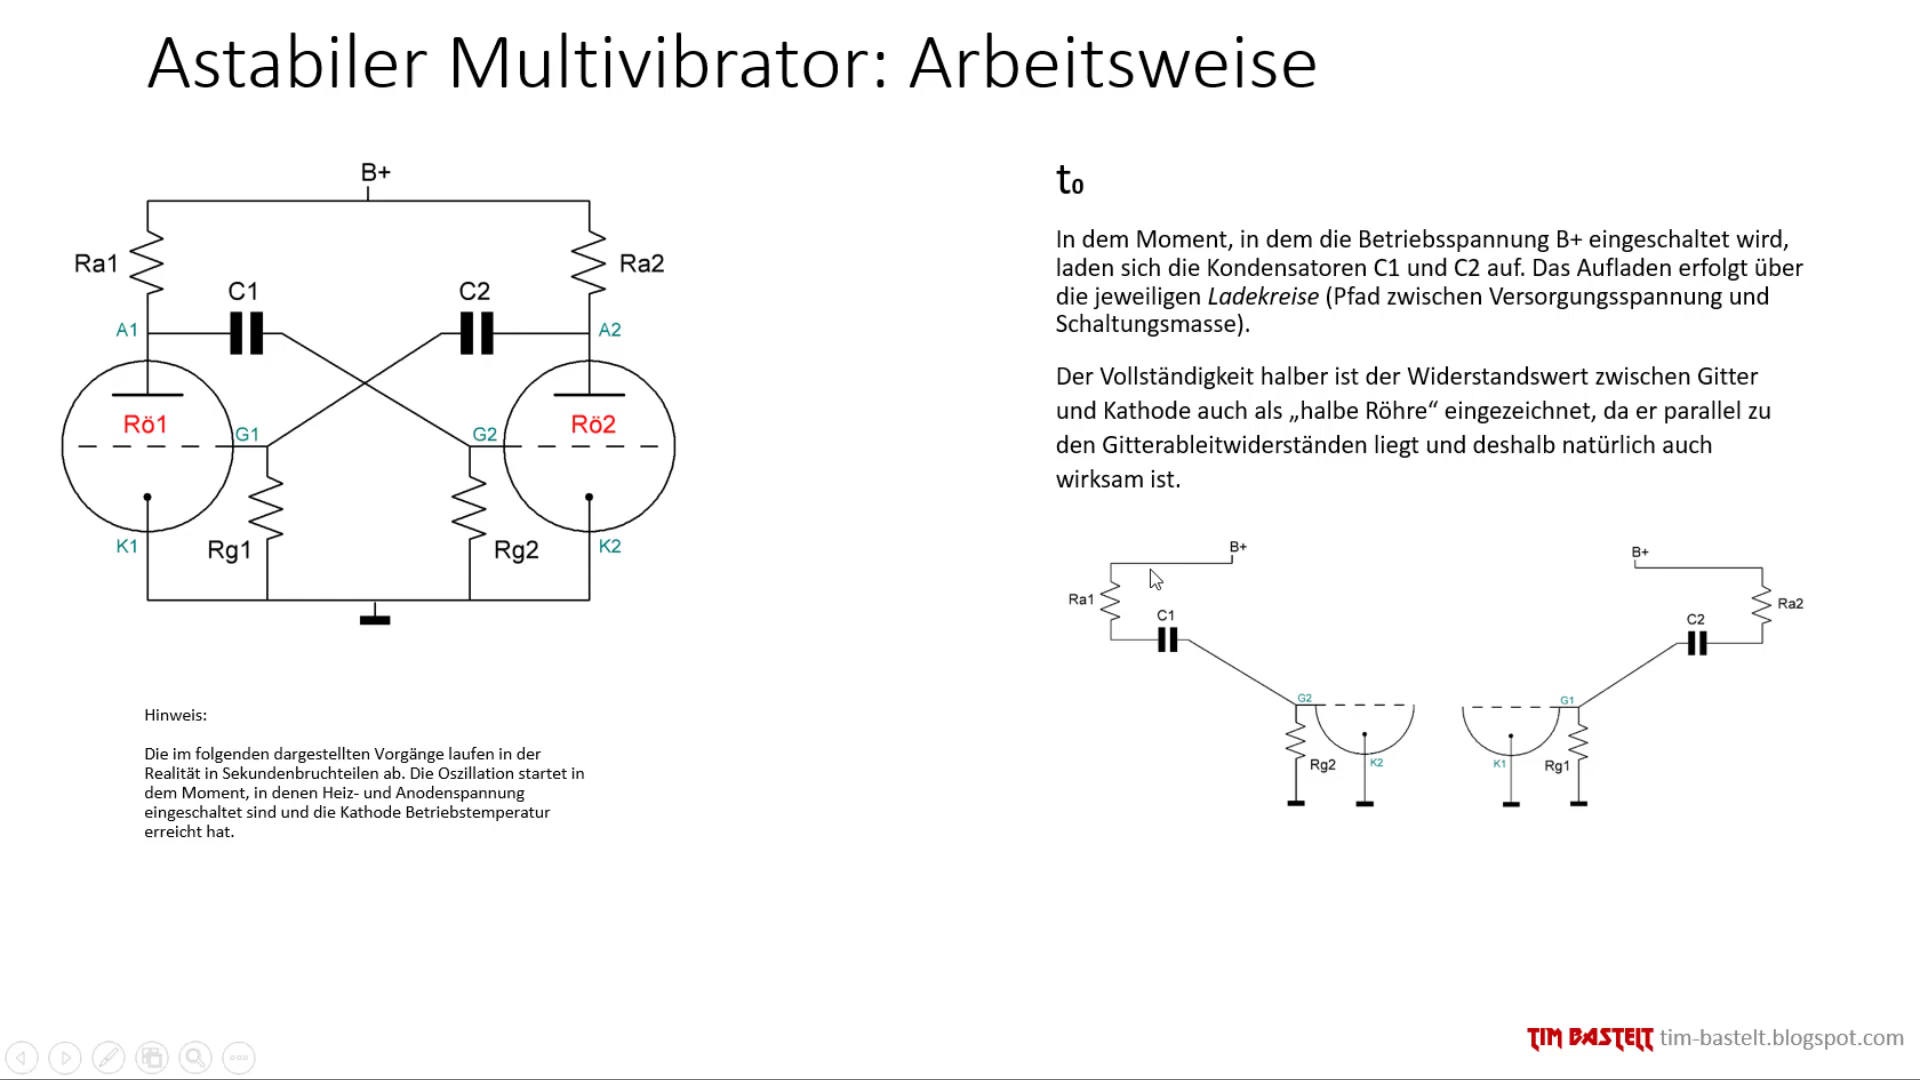 Astabiler Multivibrator: Arbeitsweise
B+
Ra1
Ra2
C1
C2
A1
A2
Rö1
G1
G2
Rö2
K1
Rg1
Rg2
K2
Hinweis:
Die im folgenden dargestellten Vorgänge laufen in der
Realität in Sekundenbruchteilen ab. Die Oszillation startet in
dem Moment, in denen Heiz- und Anodenspannung
eingeschaltet sind und die Kathode Betriebstemperatur
erreicht hat.
t₀
In dem Moment, in dem die Betriebsspannung B+ eingeschaltet wird,
laden sich die Kondensatoren C1 und C2 auf. Das Aufladen erfolgt über
die jeweiligen Ladekreise (Pfad zwischen Versorgungsspannung und
Schaltungsmasse).
Der Vollständigkeit halber ist der Widerstandswert zwischen Gitter
und Kathode auch als „halbe Röhre“ eingezeichnet, da er parallel zu
den Gitterableitwiderständen liegt und deshalb natürlich auch
wirksam ist.
B+
Ra1
C1
G2
Rg2
K2
B+
Ra2
C2
G1
K1
Rg1
TIM BASTELT tim-bastelt.blogspot.com